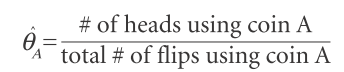 θ̂_A = # of heads using coin A
total # of flips using coin A